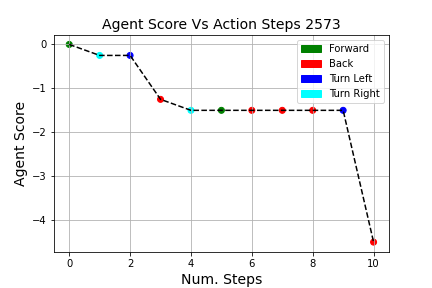 Agent Score Vs Action Steps 2573
Agent Score
0
−1
−2
−3
−4
Forward
Back
Turn Left
Turn Right
0 2 4 6 8 10
Num. Steps